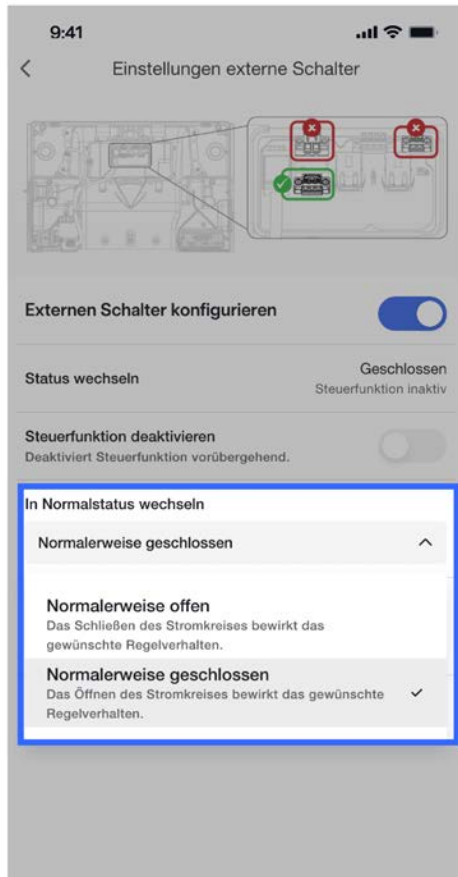 9:41
Einstellungen externe Schalter
Externen Schalter konfigurieren
Status wechseln
Geschlossen
Steuerfunktion inaktiv
Steuerfunktion deaktivieren
Deaktiviert Steuerfunktion vorübergehend.
In Normalstatus wechseln
Normalerweise geschlossen
Normalerweise offen
Das Schließen des Stromkreises bewirkt das
gewünschte Regelverhalten.
Normalerweise geschlossen
Das Öffnen des Stromkreises bewirkt das gewünschte
Regelverhalten.